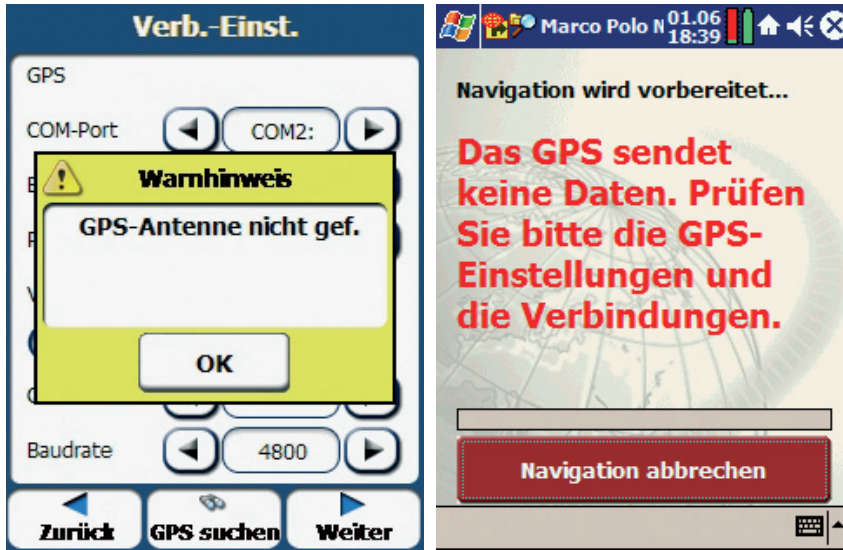 Verb.-Einst.
GPS
COM-Port
COM2:
Warnhinweis
GPS-Antenne nicht gef.
OK
Baudrate
4800
Zurück
GPS suchen
Weiter
Marco Polo N
01.06
18:39
Navigation wird vorbereitet...
Das GPS sendet
keine Daten. Prüfen
Sie bitte die GPS-
Einstellungen und
die Verbindungen.
Navigation abbrechen